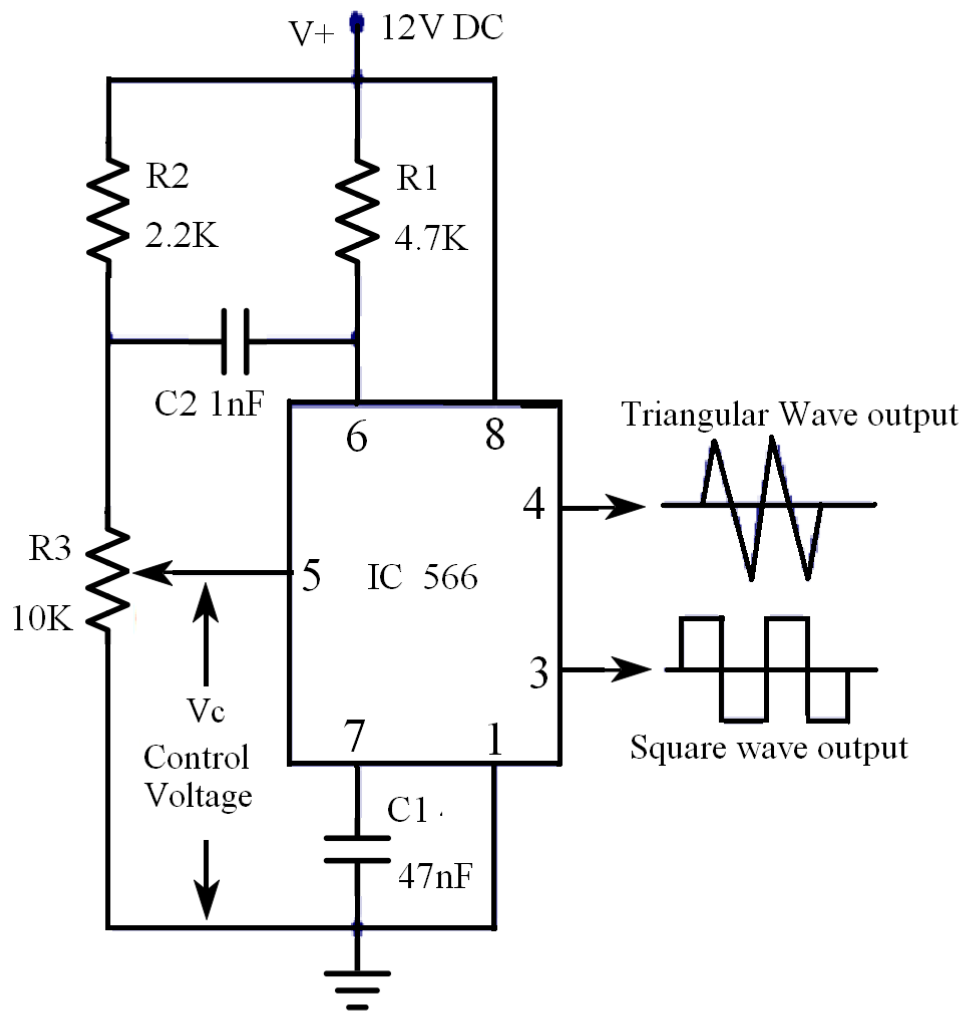 V+ 12V DC
R2
2.2K
R1
4.7K
C2 1nF
6 8
Triangular Wave output
4
R3
10K
5 IC 566
3
Vc
Control
Voltage
7 1
Square wave output
C1
47nF